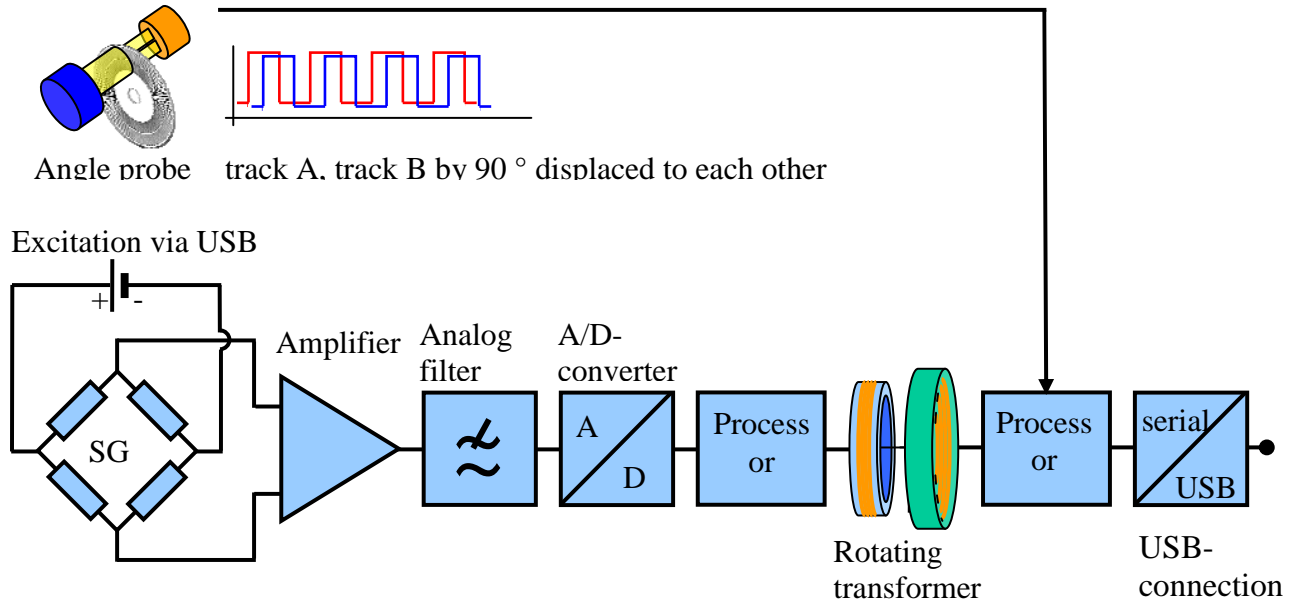 Angle probe
track A, track B by 90 ° displaced to each other
Excitation via USB
+ -
SG
Amplifier
Analog
filter
A/D-
converter
A
D
Process
or
Rotating
transformer
Process
or
serial
USB
USB-
connection